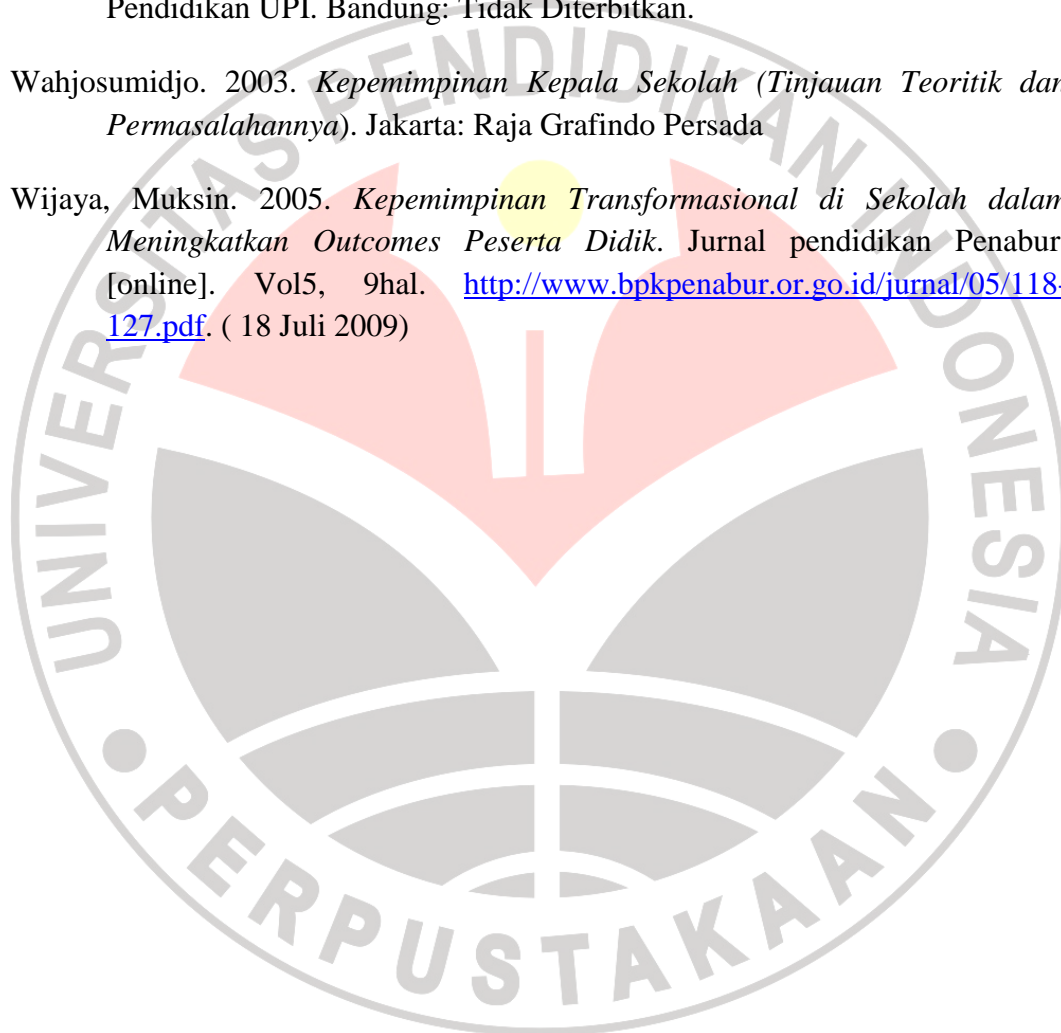 Pendidikan UPI. Bandung: Tidak Diterbitkan.
Wahjosumidjo. 2003. Kepemimpinan Kepala Sekolah (Tinjauan Teoritik dan
Permasalahannya). Jakarta: Raja Grafindo Persada
Wijaya, Muksin. 2005. Kepemimpinan Transformasional di Sekolah dalam
Meningkatkan Outcomes Peserta Didik. Jurnal pendidikan Penabur
[online]. Vol5, 9hal. http://www.bpkpenabur.or.go.id/jurnal/05/118-
127.pdf. ( 18 Juli 2009)
UNIVERSITAS PENDIDIKAN INDONESIA
PERPUSTAKAAN